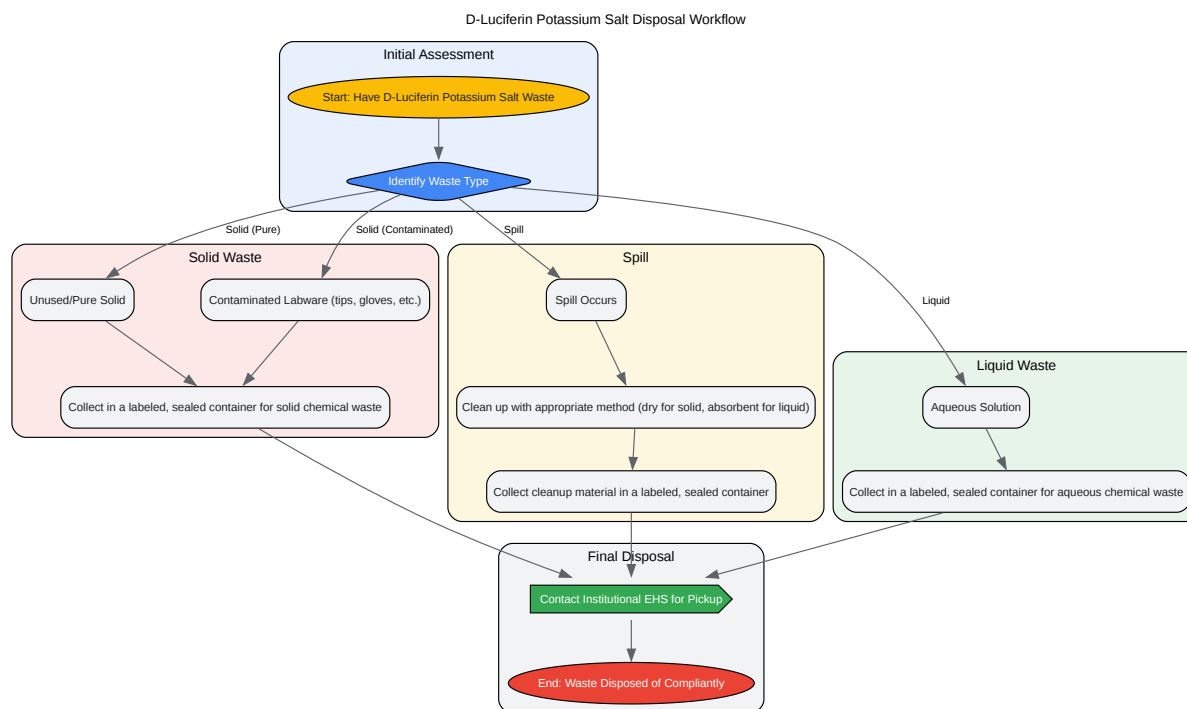 D-Luciferin Potassium Salt Disposal Workflow
Initial Assessment
Start: Have D-Luciferin Potassium Salt Waste
Identify Waste Type
Solid (Pure)
Solid (Contaminated)
Spill
Liquid
Solid Waste
Unused/Pure Solid
Contaminated Labware (tips, gloves, etc.)
Collect in a labeled, sealed container for solid chemical waste
Spill
Spill Occurs
Clean up with appropriate method (dry for solid, absorbent for liquid)
Collect cleanup material in a labeled, sealed container
Liquid Waste
Aqueous Solution
Collect in a labeled, sealed container for aqueous chemical waste
Final Disposal
Contact Institutional EHS for Pickup
End: Waste Disposed of Compliantly